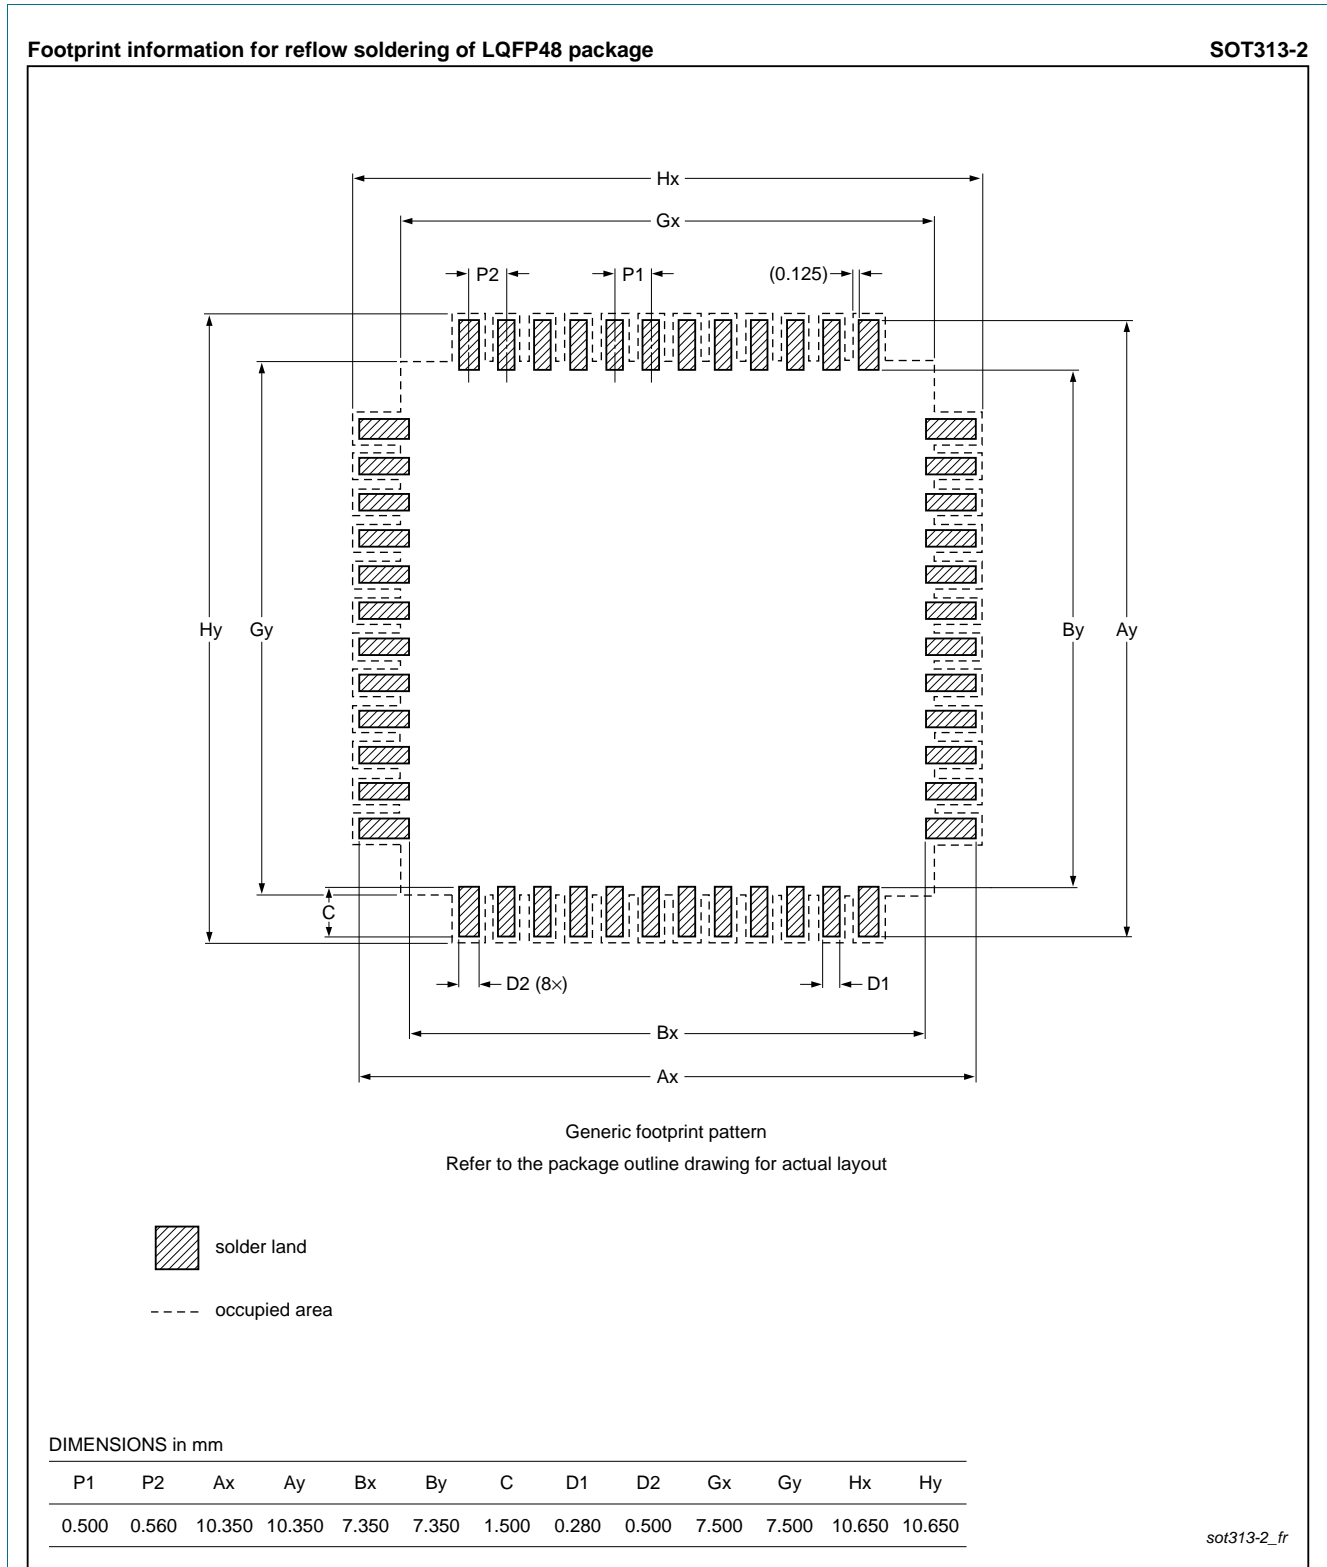 Footprint information for reflow soldering of LQFP48 package SOT313-2
Hx
Gx
P2 P1 (0.125)
Hy Gy By Ay
C
D2 (8×) D1
Bx
Ax
Generic footprint pattern
Refer to the package outline drawing for actual layout
solder land
occupied area
DIMENSIONS in mm
P1 P2 Ax Ay Bx By C D1 D2 Gx Gy Hx Hy
0.500 0.560 10.350 10.350 7.350 7.350 1.500 0.280 0.500 7.500 7.500 10.650 10.650
sot313-2_fr